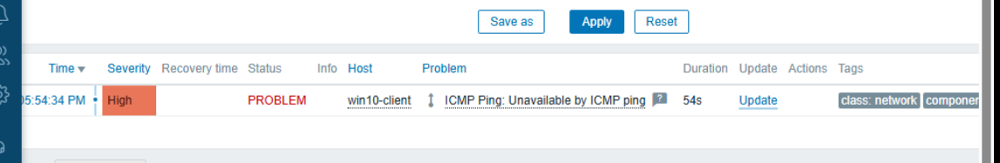 Save as Apply Reset
Time Severity Recovery time Status Info Host Problem Duration Update Actions Tags
05:54:34 PM High PROBLEM win10-client ICMP Ping: Unavailable by ICMP ping ? 54s Update class: network component